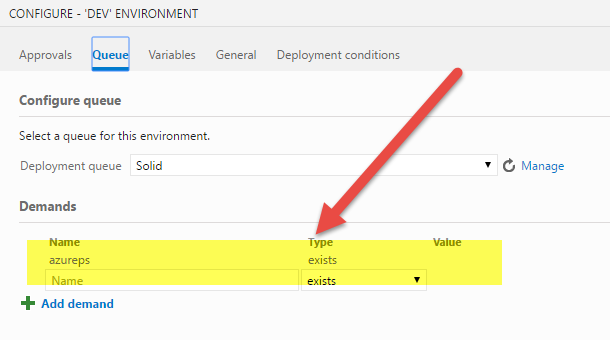 CONFIGURE - 'DEV' ENVIRONMENT
Approvals Queue Variables General Deployment conditions
Configure queue
Select a queue for this environment.
Deployment queue Solid Manage
Demands
Name Type Value
azureps exists
Name exists
Add demand